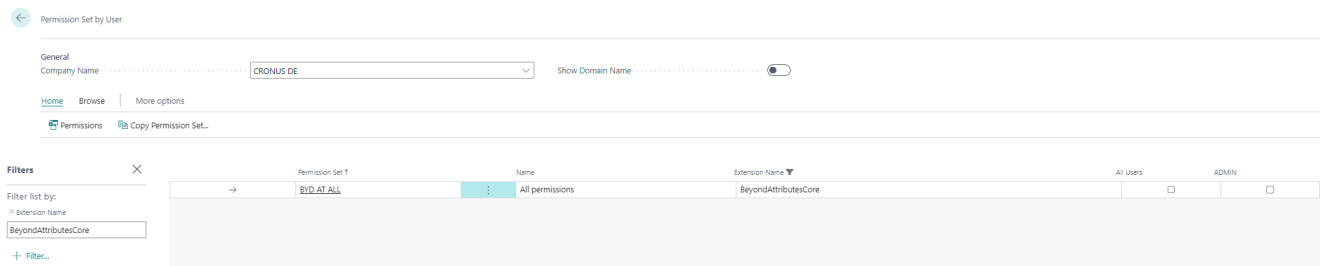 Permission Set by User
General
Company Name CRONUS DE Show Domain Name
Home Browse More options
Permissions Copy Permission Set...
Filters
Filter list by:
× Extension Name
BeyondAttributesCore
+ Filter...
Permission Set ↑ Name Extension Name All Users ADMIN
→ BYD AT ALL ⋮ All permissions BeyondAttributesCore